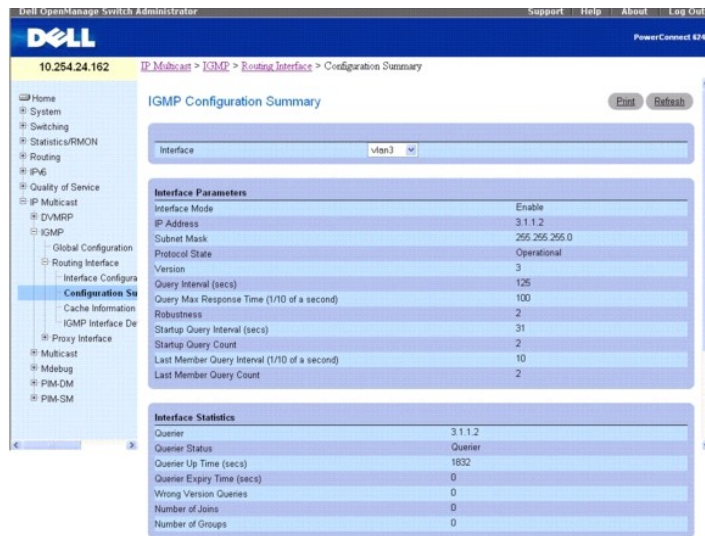 Dell OpenManage Switch Administrator
Support Help About Log Out
DELL
PowerConnect 624
10.254.24.162
IP Multicast > IGMP > Routing Interface > Configuration Summary
Home
System
Switching
Statistics/RMON
Routing
IPv6
Quality of Service
IP Multicast
DVMRP
IGMP
Global Configuration
Routing Interface
Interface Configura
Configuration Su
Cache Information
IGMP Interface De
Proxy Interface
Multicast
Mdebug
PIM-DM
PIM-SM
IGMP Configuration Summary
Print Refresh
Interface vlan3
Interface Parameters
Interface Mode Enable
IP Address 3.1.1.2
Subnet Mask 255.255.255.0
Protocol State Operational
Version 3
Query Interval (secs) 125
Query Max Response Time (1/10 of a second) 100
Robustness 2
Startup Query Interval (secs) 31
Startup Query Count 2
Last Member Query Interval (1/10 of a second) 10
Last Member Query Count 2
Interface Statistics
Querier 3.1.1.2
Querier Status Querier
Querier Up Time (secs) 1832
Querier Expiry Time (secs) 0
Wrong Version Queries 0
Number of Joins 0
Number of Groups 0